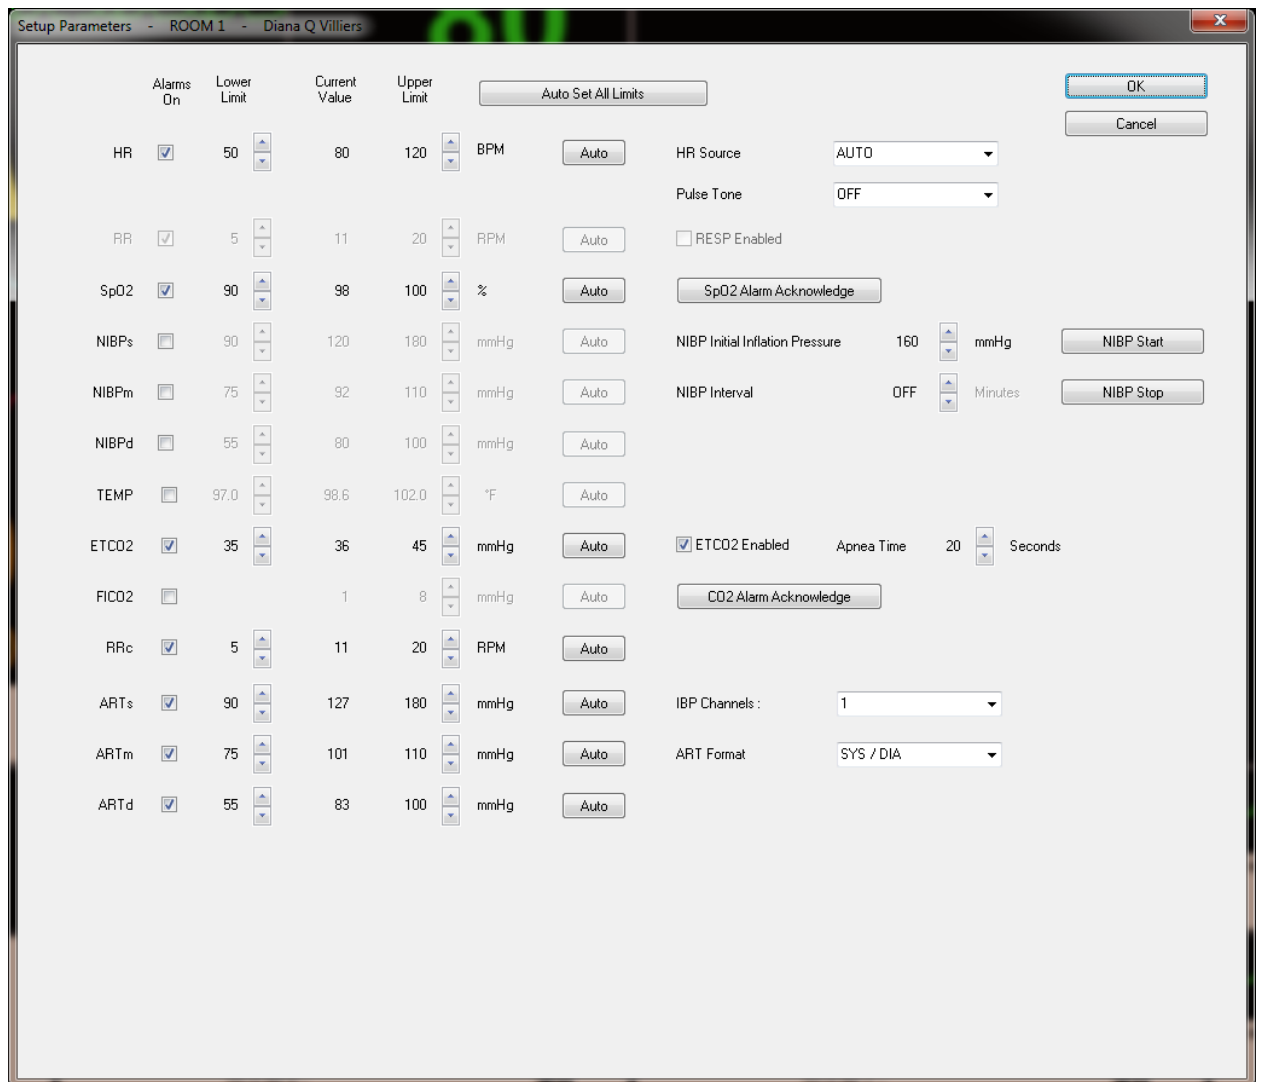 Setup Parameters - ROOM 1 - Diana Q Villiers
Alarms On Lower Limit Current Value Upper Limit Auto Set All Limits OK
Cancel
HR 50 80 120 BPM Auto HR Source AUTO
Pulse Tone OFF
RR 5 11 20 RPM Auto RESP Enabled
SpO2 90 98 100 % Auto SpO2 Alarm Acknowledge
NIBPs 90 120 180 mmHg Auto NIBP Initial Inflation Pressure 160 mmHg NIBP Start
NIBPm 75 92 110 mmHg Auto NIBP Interval OFF Minutes NIBP Stop
NIBPd 55 80 100 mmHg Auto
TEMP 97.0 98.6 102.0 °F Auto
ETCO2 35 36 45 mmHg Auto ETCO2 Enabled Apnea Time 20 Seconds
FICO2 1 8 mmHg Auto CO2 Alarm Acknowledge
RRc 5 11 20 RPM Auto
ARTs 90 127 180 mmHg Auto IBP Channels : 1
ARTm 75 101 110 mmHg Auto ART Format SYS / DIA
ARTd 55 83 100 mmHg Auto